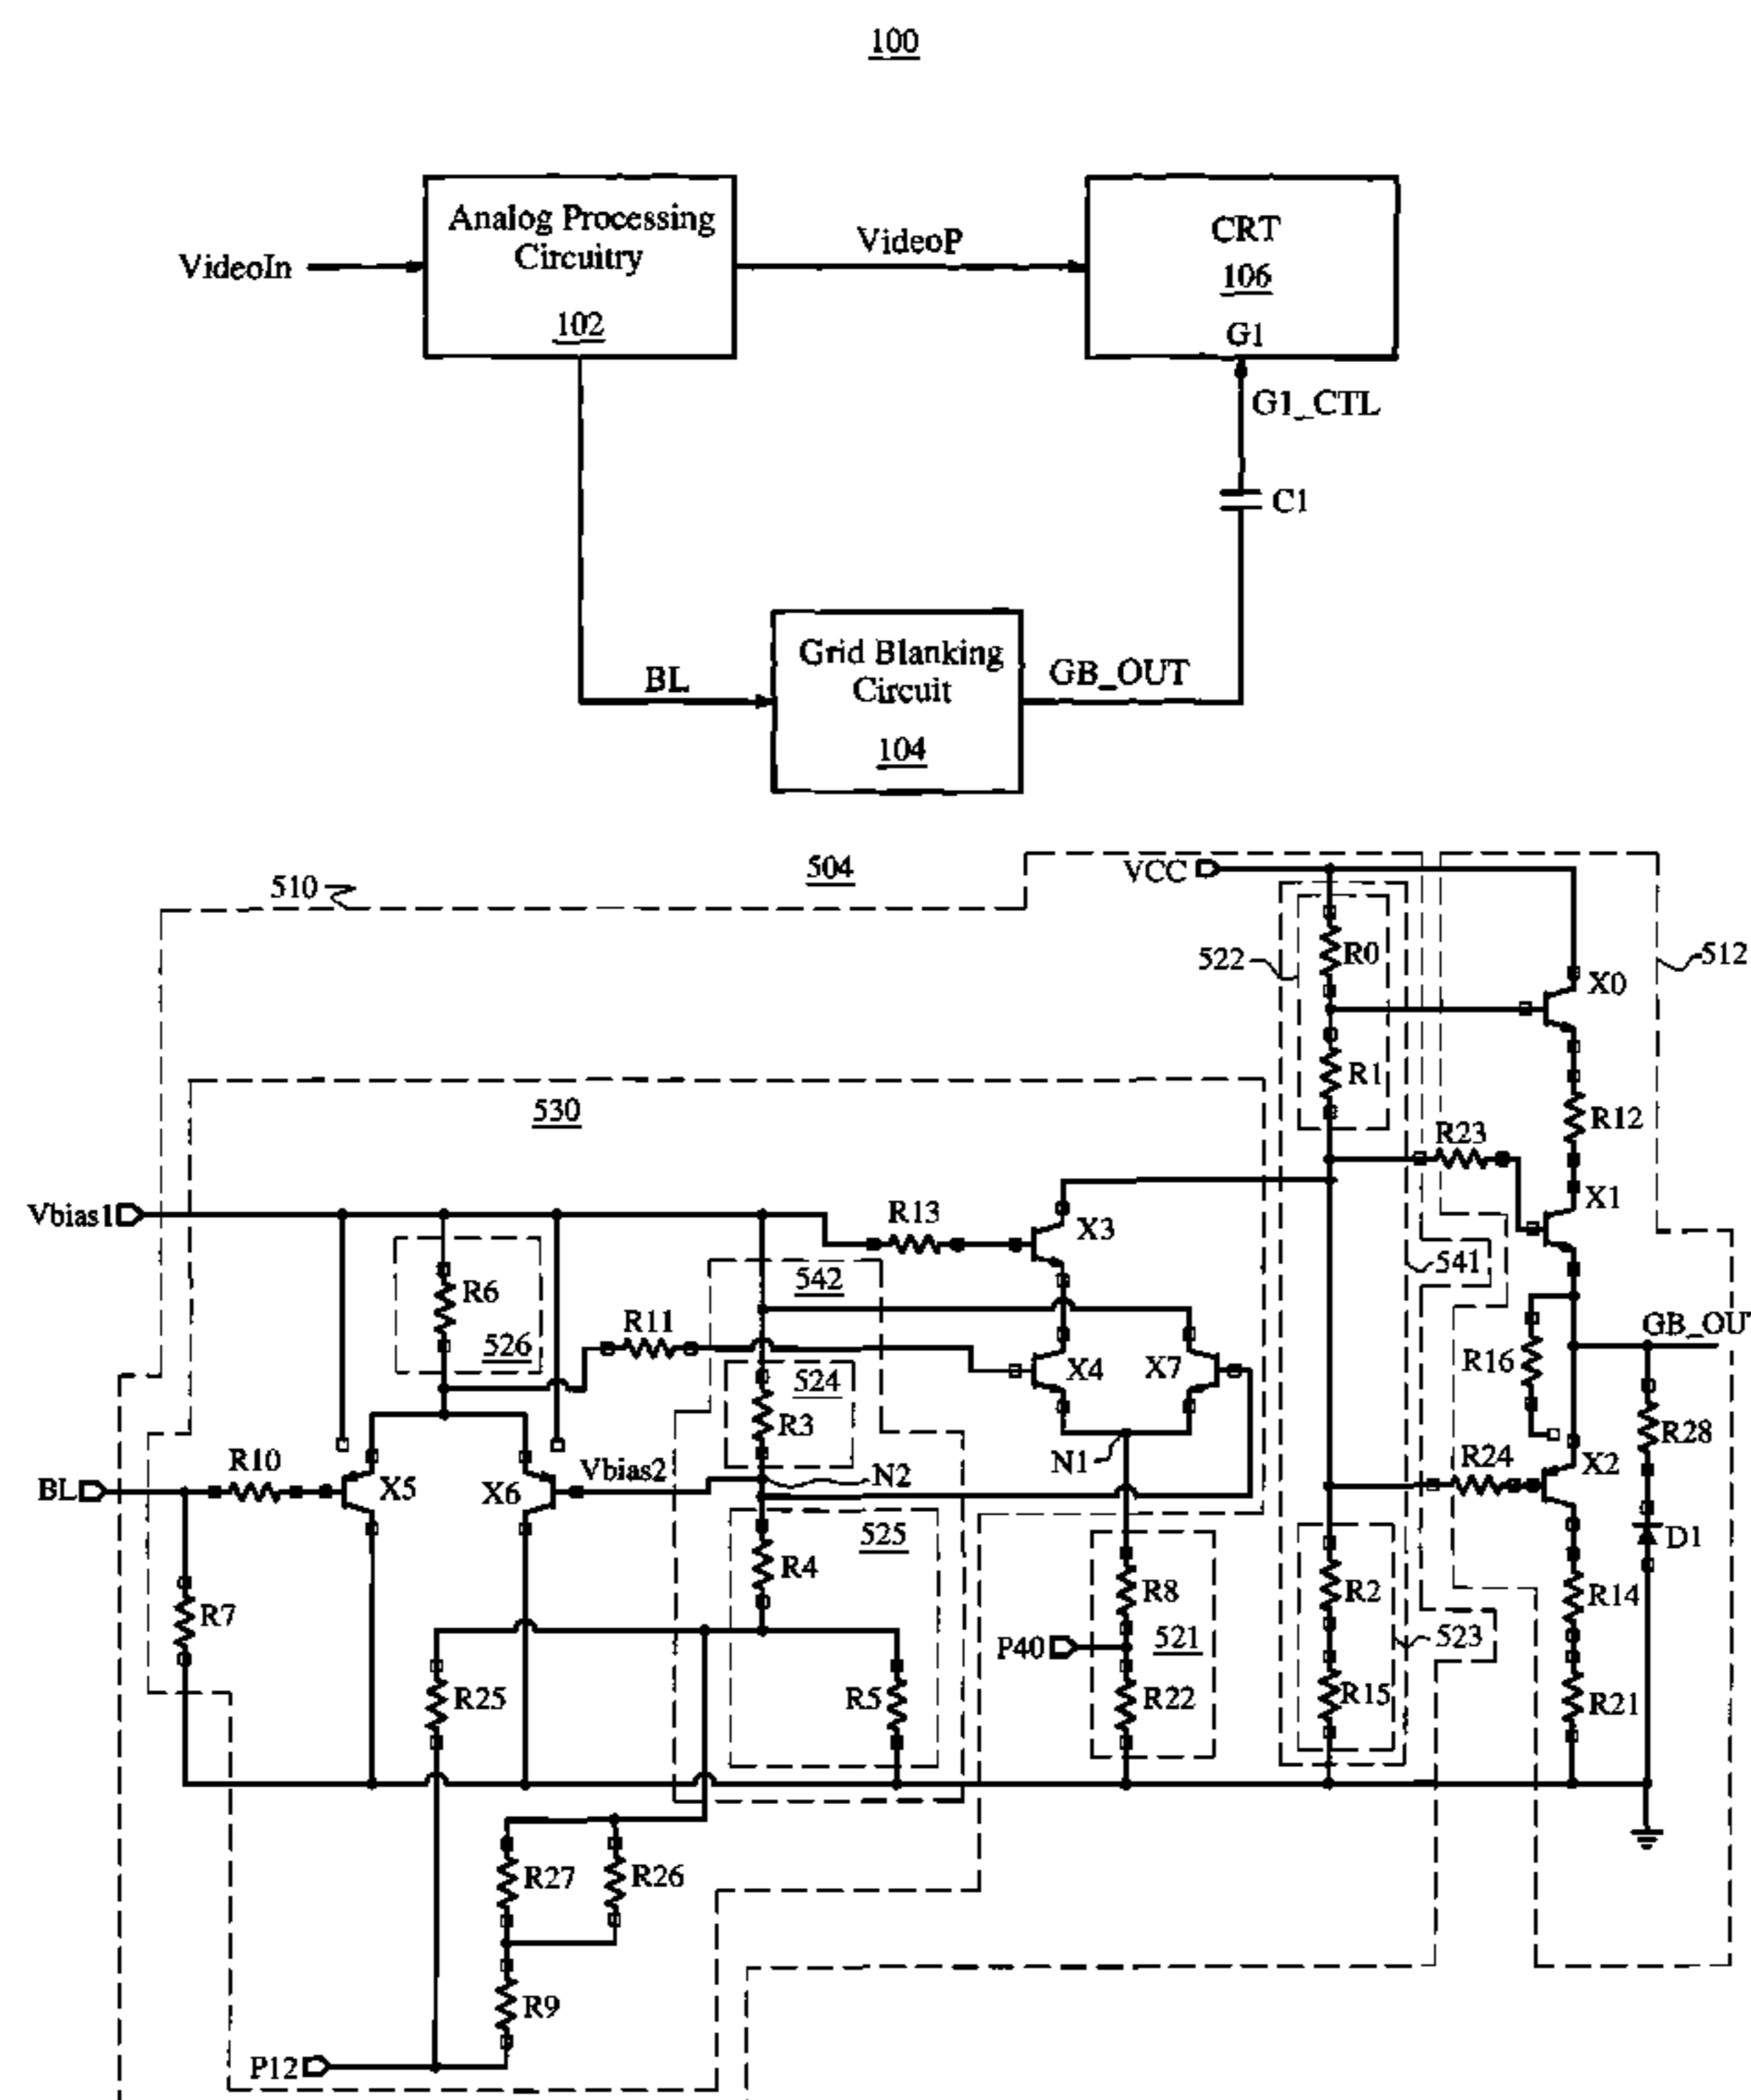 100
Analog Processing
Circuitry
102
VideoIn
VideoP
CRT
106
G1
G1_CTL
C1
BL
Grid Blanking
Circuit
104
GB_OUT
504
510
VCC
512
522
R0
X0
R1
R12
530
R23
X1
Vbias1
R13
X3
541
542
R6
R11
526
GB_OUT
R16
X4
X7
524
R3
R28
N1
N2
R24
X2
BL
R10
X5
X6
Vbias2
525
D1
R4
R8
R2
R14
R7
P40
521
523
R25
R5
R22
R15
R21
R27
R26
R9
P12